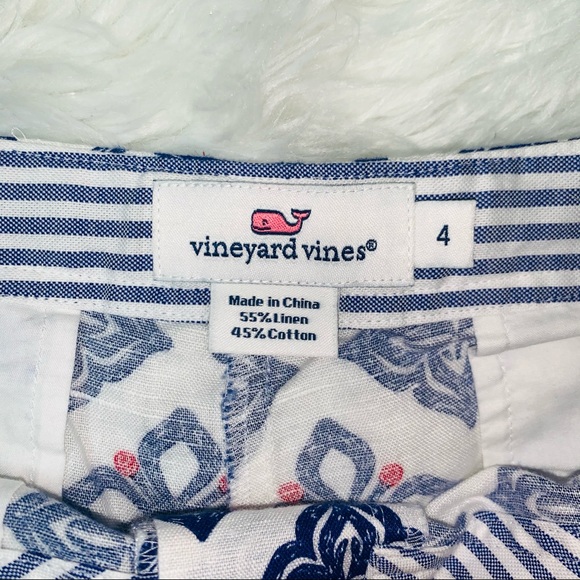 vineyard vines®
4
Made in China
55% Linen
45% Cotton